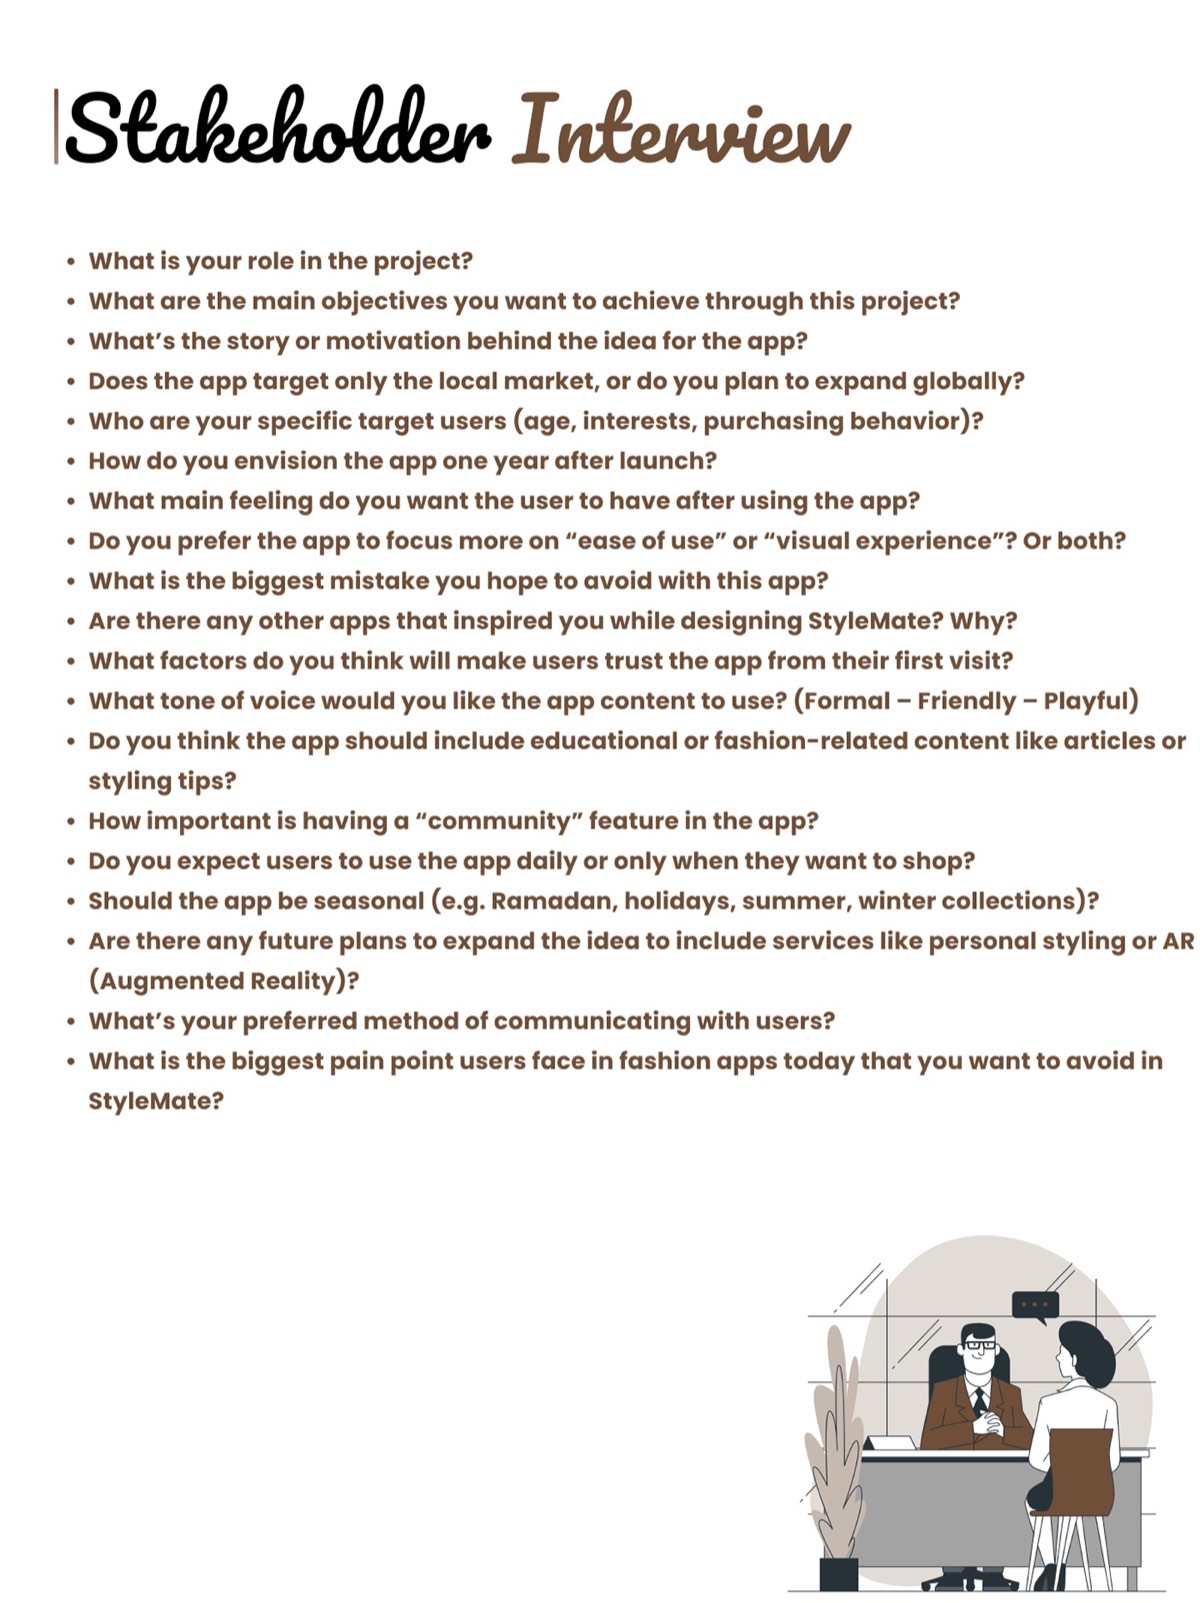 Stakeholder Interview
• What is your role in the project?
• What are the main objectives you want to achieve through this project?
• What’s the story or motivation behind the idea for the app?
• Does the app target only the local market, or do you plan to expand globally?
• Who are your specific target users (age, interests, purchasing behavior)?
• How do you envision the app one year after launch?
• What main feeling do you want the user to have after using the app?
• Do you prefer the app to focus more on “ease of use” or “visual experience”? Or both?
• What is the biggest mistake you hope to avoid with this app?
• Are there any other apps that inspired you while designing StyleMate? Why?
• What factors do you think will make users trust the app from their first visit?
• What tone of voice would you like the app content to use? (Formal – Friendly – Playful)
• Do you think the app should include educational or fashion-related content like articles or
styling tips?
• How important is having a “community” feature in the app?
• Do you expect users to use the app daily or only when they want to shop?
• Should the app be seasonal (e.g. Ramadan, holidays, summer, winter collections)?
• Are there any future plans to expand the idea to include services like personal styling or AR
(Augmented Reality)?
• What’s your preferred method of communicating with users?
• What is the biggest pain point users face in fashion apps today that you want to avoid in
StyleMate?